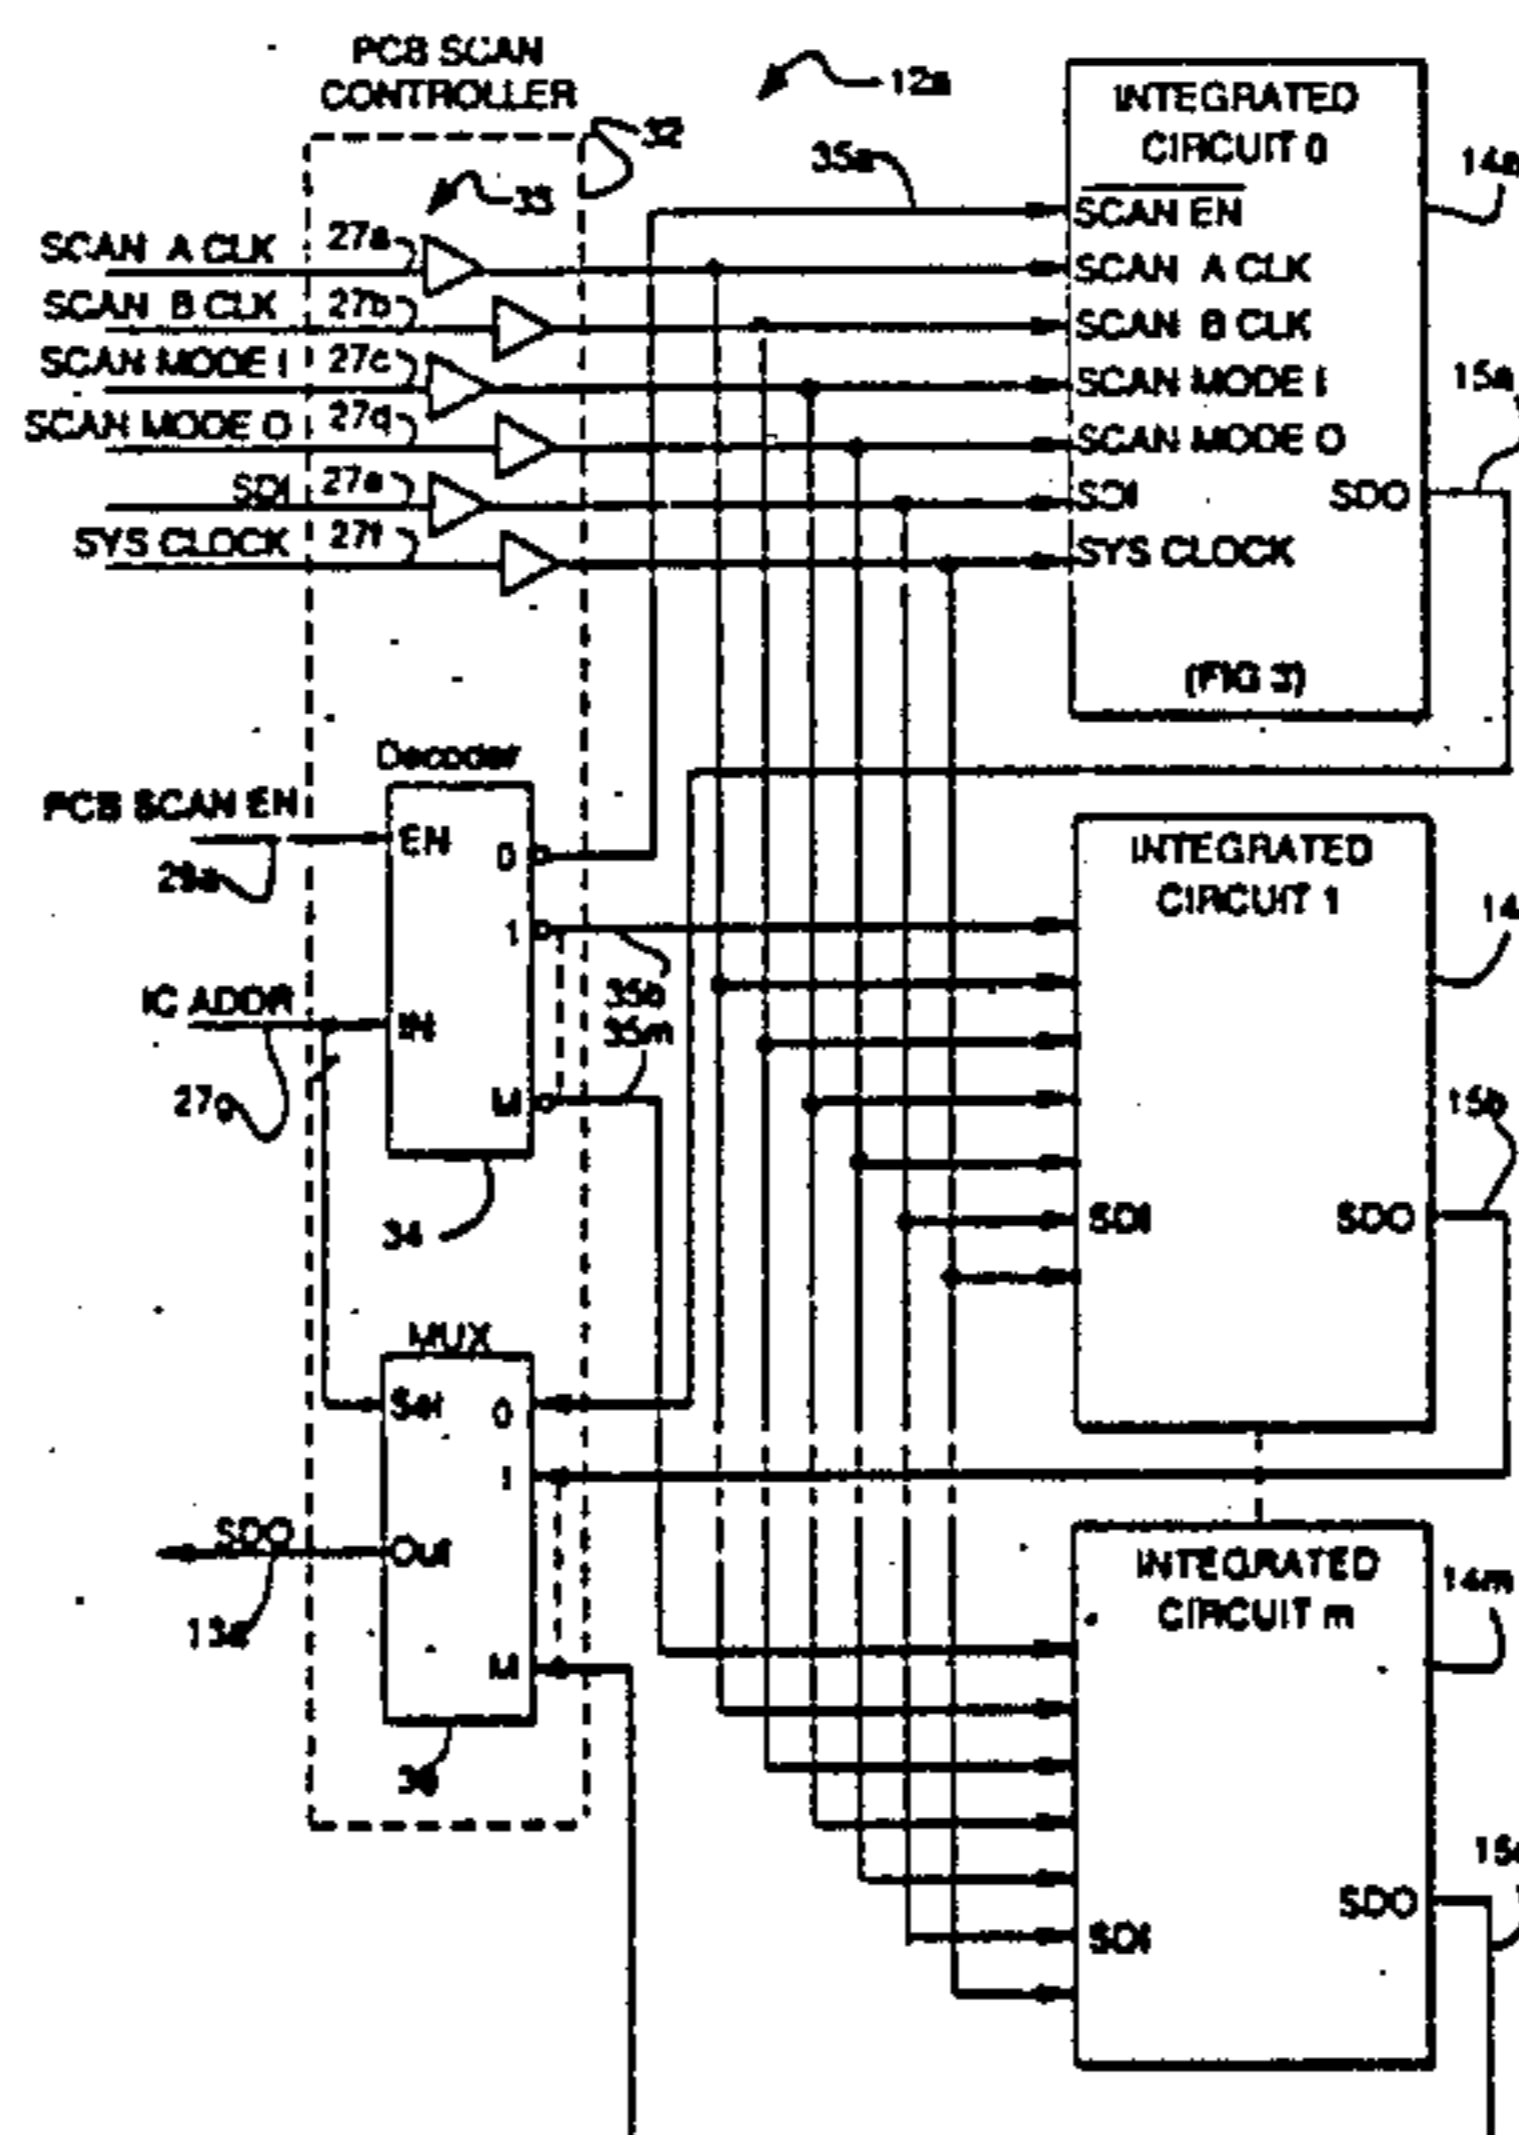 PCB SCAN
CONTROLLER
12a
32
33
35a
INTEGRATED
CIRCUIT 0
14a
SCAN EN
SCAN A CLK
27a
SCAN A CLK
SCAN B CLK
27b
SCAN B CLK
SCAN MODE I
27c
SCAN MODE I
15a
SCAN MODE O
27d
SCAN MODE O
SDI
27e
SDI
SDO
SYS CLOCK
27f
SYS CLOCK
(FIG 3)
Decoder
PCB SCAN EN
EN
0
INTEGRATED
CIRCUIT 1
14
1
IC ADDR
IN
35b
35m
27g
M
15b
34
SDI
SDO
MUX
Sel
0
1
SDO
Out
INTEGRATED
CIRCUIT m
14m
13a
M
36
15
SDO
SDI